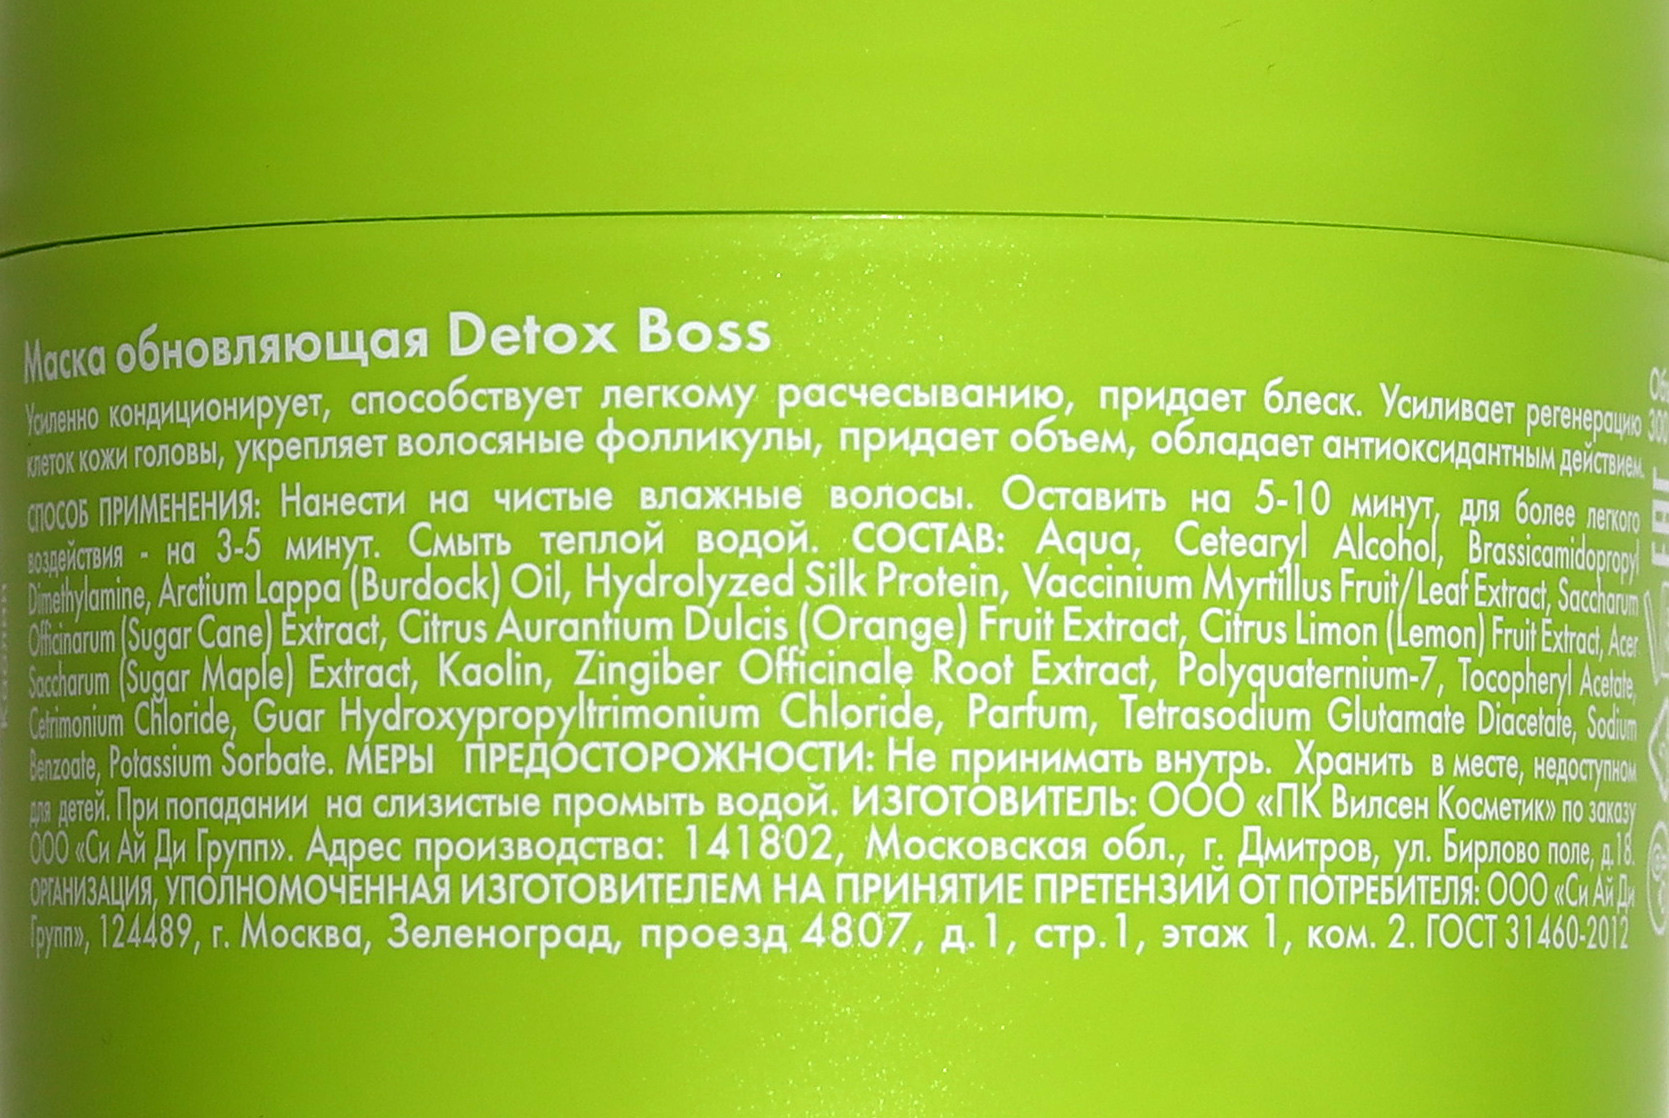 Маска обновляющая Detox Boss
Усиленно кондиционирует, способствует легкому расчесыванию, придает блеск. Усиливает регенерацию
клеток кожи головы, укрепляет волосяные фолликулы, придает объем, обладает антиоксидантным действием.
СПОСОБ ПРИМЕНЕНИЯ: Нанести на чистые влажные волосы. Оставить на 5-10 минут, для более легкого
воздействия - на 3-5 минут. Смыть теплой водой. СОСТАВ: Aqua, Cetearyl Alcohol, Brassicamidopropyl
Dimethylamine, Arctium Lappa (Burdock) Oil, Hydrolyzed Silk Protein, Vaccinium Myrtillus Fruit/Leaf Extract, Saccharum
Officinarum (Sugar Cane) Extract, Citrus Aurantium Dulcis (Orange) Fruit Extract, Citrus Limon (Lemon) Fruit Extract, Acer
Saccharum (Sugar Maple) Extract, Kaolin, Zingiber Officinale Root Extract, Polyquaternium-7, Tocopheryl Acetate,
Cetrimonium Chloride, Guar Hydroxypropyltrimonium Chloride, Parfum, Tetrasodium Glutamate Diacetate, Sodium
Benzoate, Potassium Sorbate. МЕРЫ ПРЕДОСТОРОЖНОСТИ: Не принимать внутрь. Хранить в месте, недоступном
для детей. При попадании на слизистые промыть водой. ИЗГОТОВИТЕЛЬ: ООО «ПК Вилсен Косметик» по заказу
ООО «Си Ай Ди Групп». Адрес производства: 141802, Московская обл., г. Дмитров, ул. Бирлово поле, д.18.
ОРГАНИЗАЦИЯ, УПОЛНОМОЧЕННАЯ ИЗГОТОВИТЕЛЕМ НА ПРИНЯТИЕ ПРЕТЕНЗИЙ ОТ ПОТРЕБИТЕЛЯ: ООО «Си Ай Ди
Групп», 124489, г. Москва, Зеленоград, проезд 4807, д.1, стр.1, этаж 1, ком. 2. ГОСТ 31460-2012
300
EAC